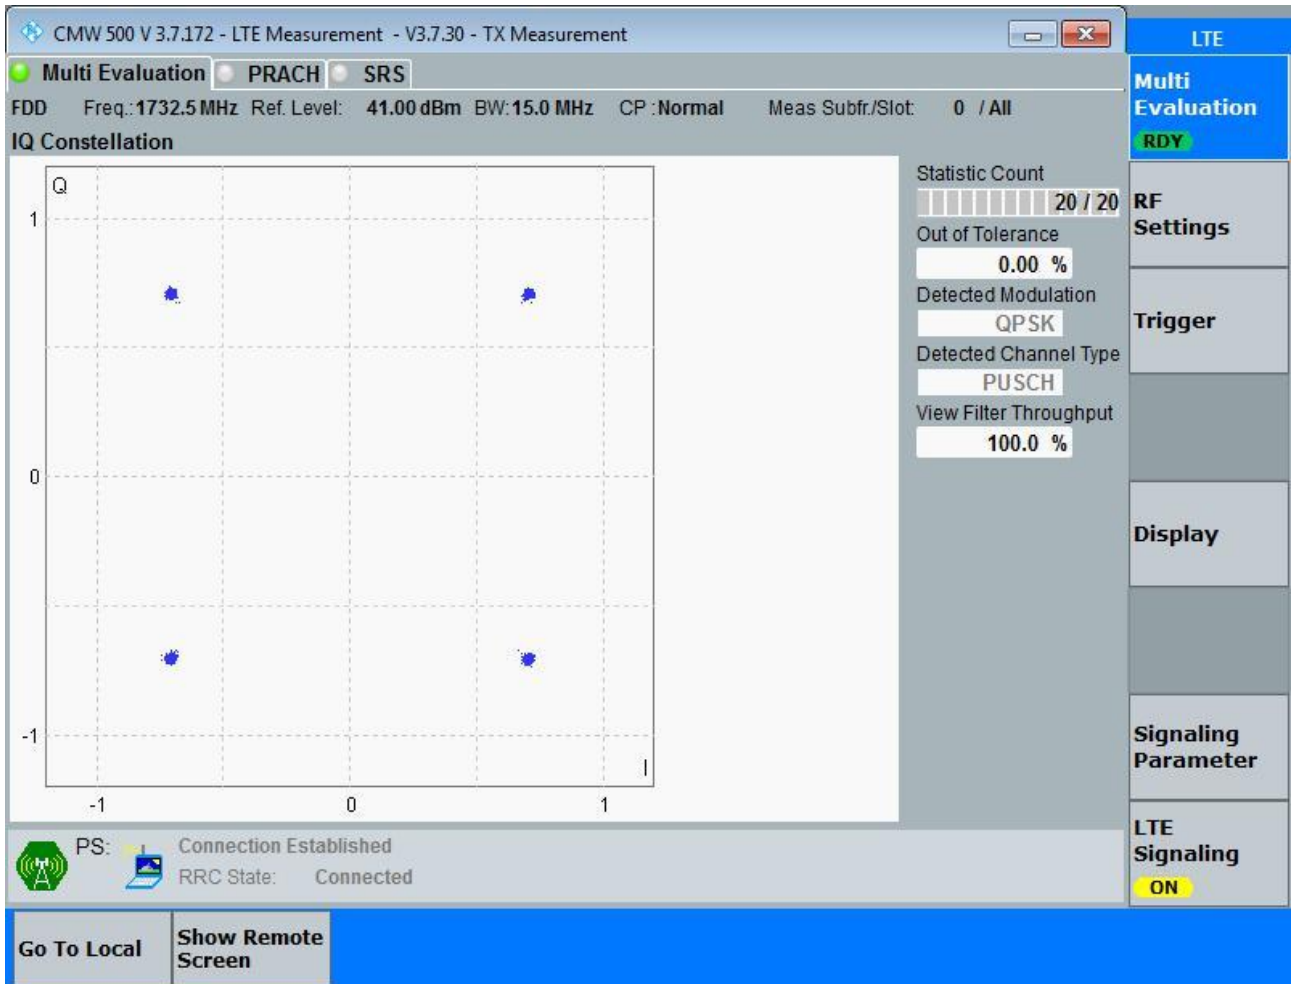 CMW 500 V 3.7.172 - LTE Measurement - V3.7.30 - TX Measurement
LTE
Multi Evaluation PRACH SRS
FDD Freq.: 1732.5 MHz Ref. Level: 41.00 dBm BW: 15.0 MHz CP : Normal Meas Subfr./Slot: 0 / All
IQ Constellation
Q
1
0
-1
-1 0 1
I
Statistic Count
20 / 20
Out of Tolerance
0.00 %
Detected Modulation
QPSK
Detected Channel Type
PUSCH
View Filter Throughput
100.0 %
Multi
Evaluation
RDY
RF
Settings
Trigger
Display
Signaling
Parameter
LTE
Signaling
ON
PS: Connection Established
RRC State: Connected
Go To Local
Show Remote
Screen